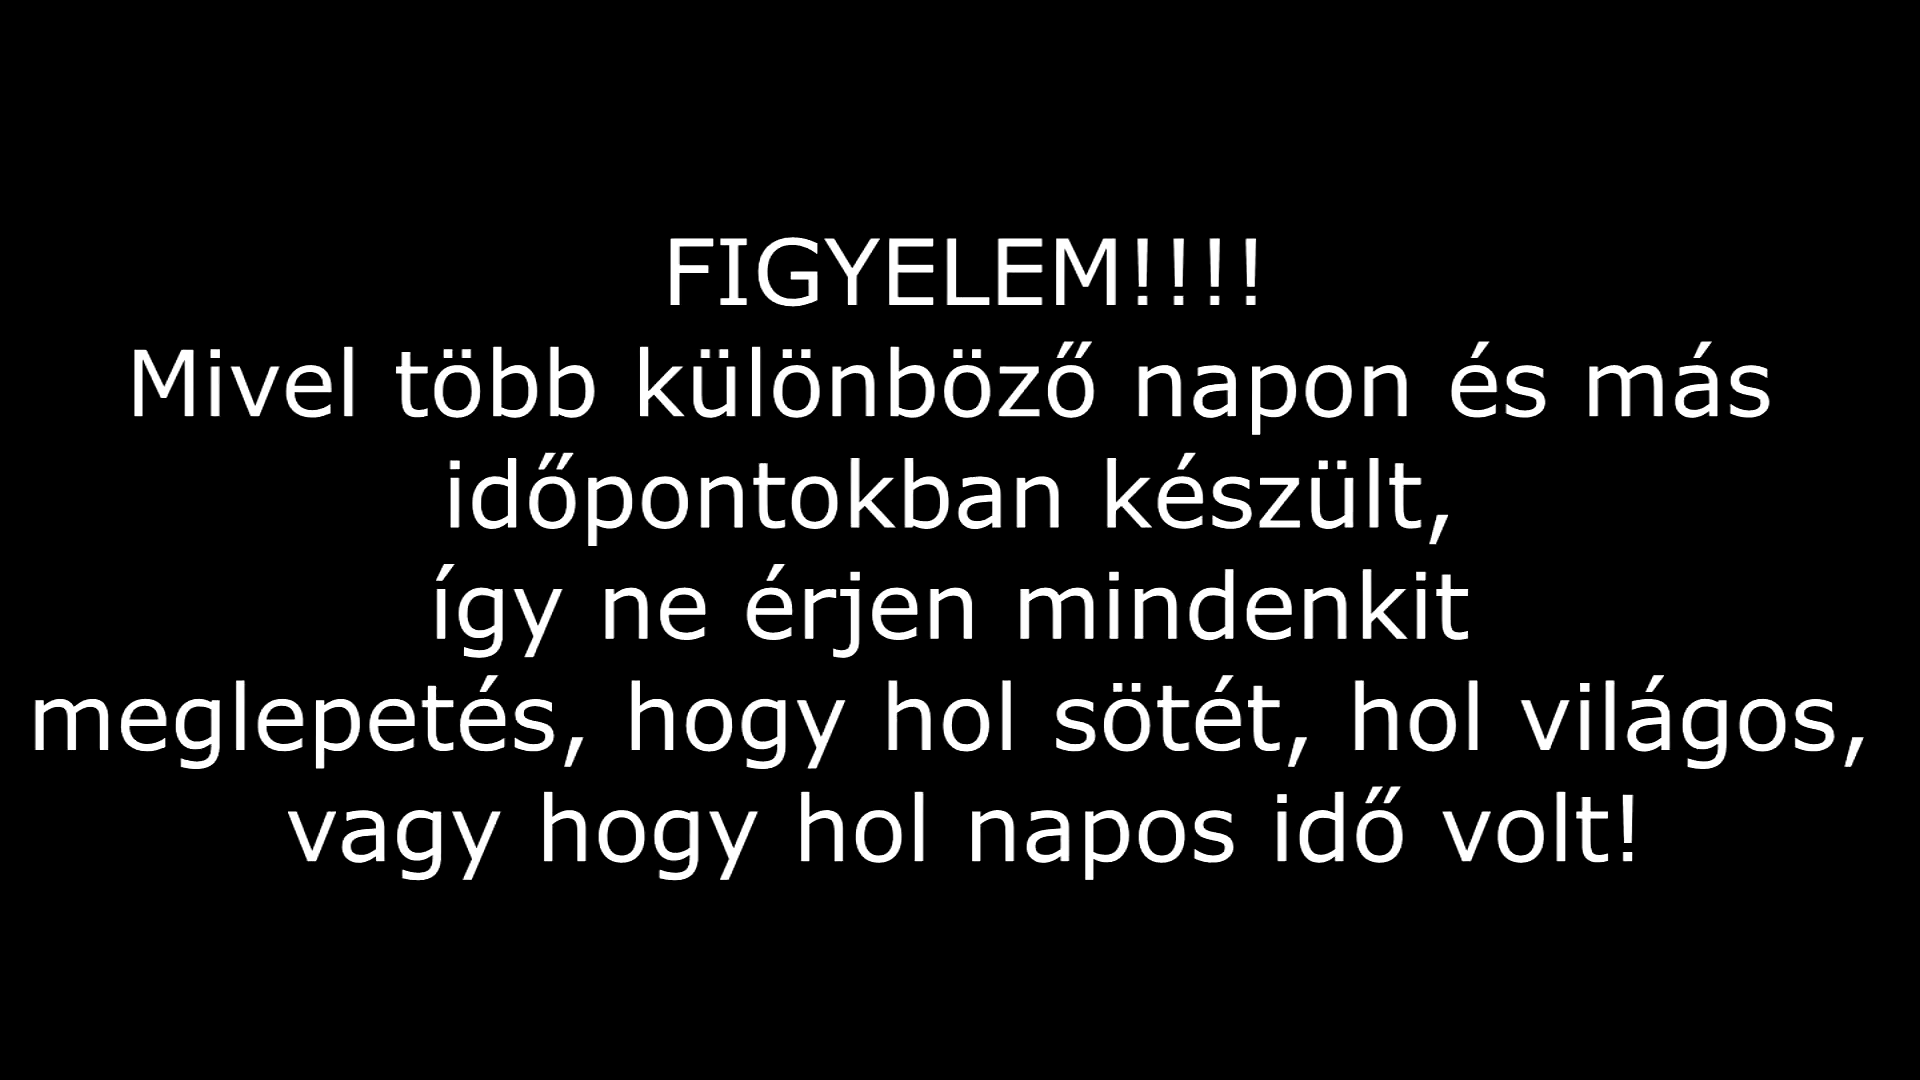 FIGYELEM!!!!
Mivel több különböző napon és más
időpontokban készült,
így ne érjen mindenkit
meglepetés, hogy hol sötét, hol világos,
vagy hogy hol napos idő volt!